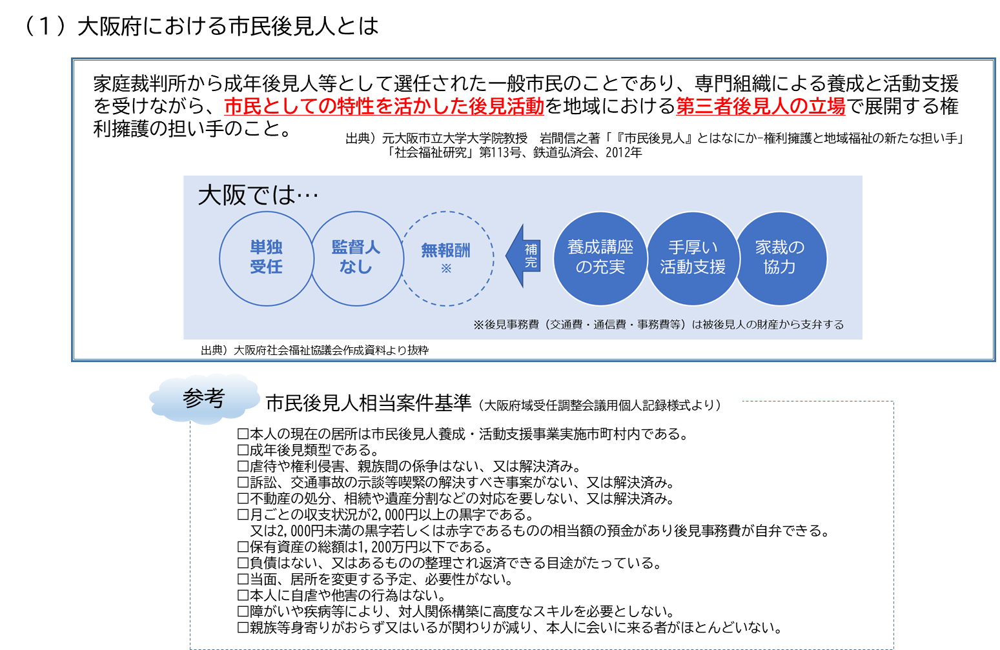 （１）大阪府における市民後見人とは
家庭裁判所から成年後見人等として選任された一般市民のことであり、専門組織による養成と活動支援
を受けながら、市民としての特性を活かした後見活動を地域における第三者後見人の立場で展開する権
利擁護の担い手のこと。
出典）元大阪市立大学大学院教授　岩間信之著「『市民後見人』とはなにか-権利擁護と地域福祉の新たな担い手」
「社会福祉研究」第113号、鉄道弘済会、2012年
大阪では…
単独
受任
監督人
なし
無報酬
※
補
完
養成講座
の充実
手厚い
活動支援
家裁の
協力
※後見事務費（交通費・通信費・事務費等）は被後見人の財産から支弁する
出典）大阪府社会福祉協議会作成資料より抜粋
参考
市民後見人相当案件基準（大阪府域受任調整会議用個人記録様式より）
□本人の現在の居所は市民後見人養成・活動支援事業実施市町村内である。
□成年後見類型である。
□虐待や権利侵害、親族間の係争はない、又は解決済み。
□訴訟、交通事故の示談等喫緊の解決すべき事案がない、又は解決済み。
□不動産の処分、相続や遺産分割などの対応を要しない、又は解決済み。
□月ごとの収支状況が2,000円以上の黒字である。
又は2,000円未満の黒字若しくは赤字であるものの相当額の預金があり後見事務費が自弁できる。
□保有資産の総額は1,200万円以下である。
□負債はない、又はあるものの整理され返済できる目途がたっている。
□当面、居所を変更する予定、必要性がない。
□本人に自虐や他害の行為はない。
□障がいや疾病等により、対人関係構築に高度なスキルを必要としない。
□親族等身寄りがおらず又はいるが関わりが減り、本人に会いに来る者がほとんどいない。